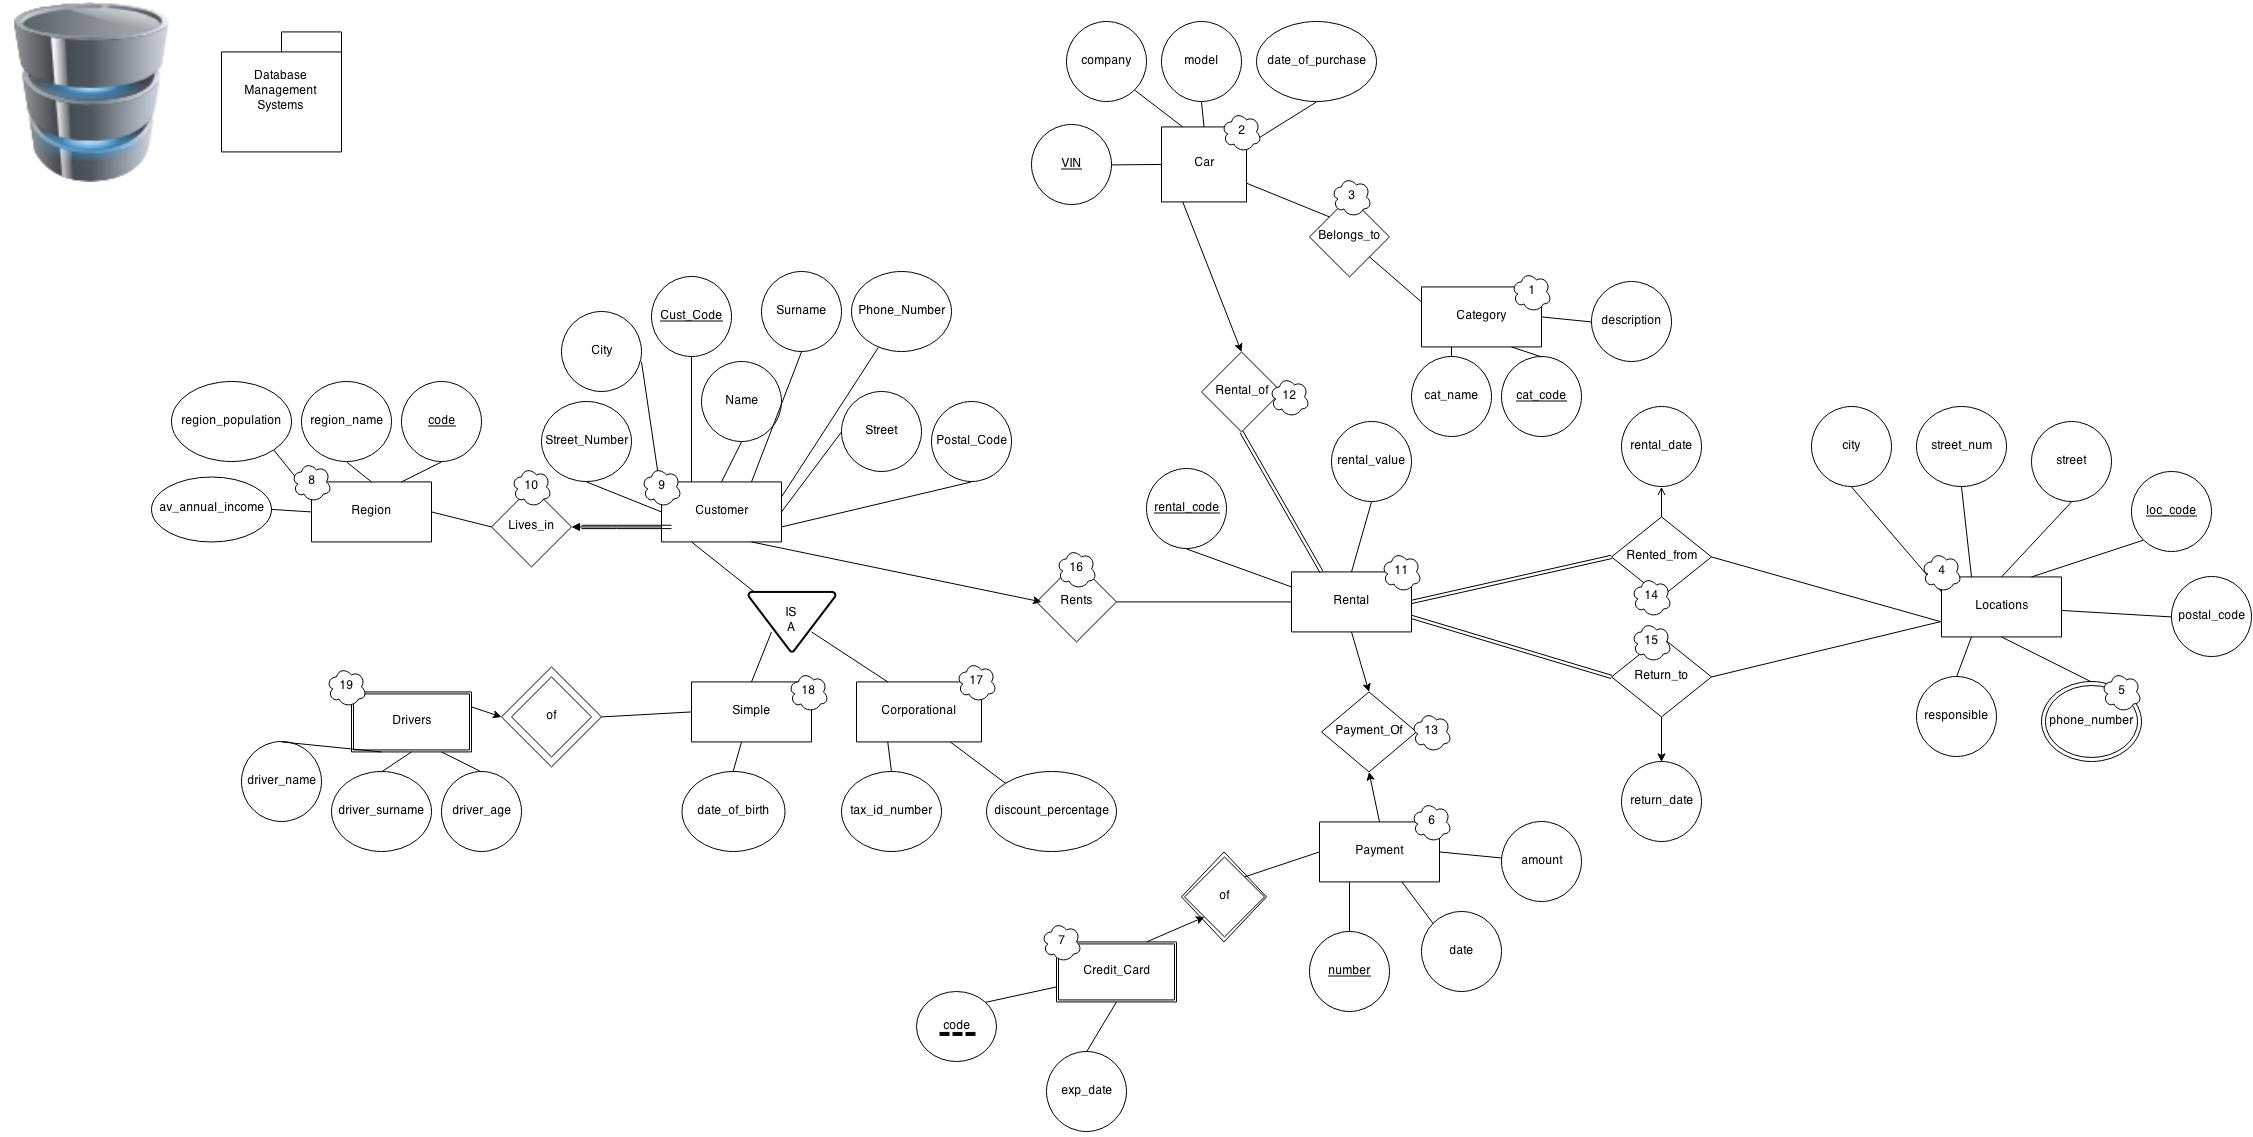 Database
Management
Systems
company
model
date_of_purchase
2
VIN
Car
3
Belongs_to
1
Category
description
cat_name
cat_code
Rental_of
12
City
Cust_Code
Surname
Phone_Number
Name
Street_Number
Street
Postal_Code
region_population
region_name
code
8
av_annual_income
Region
10
Lives_in
9
Customer
16
Rents
IS
A
rental_code
rental_value
11
Rental
rental_date
Rented_from
14
15
Return_to
return_date
city
street_num
street
loc_code
4
Locations
postal_code
responsible
5
phone_number
19
Drivers
of
Simple
18
Corporational
17
driver_name
driver_surname
driver_age
date_of_birth
tax_id_number
discount_percentage
Payment_Of
13
6
Payment
amount
of
number
date
7
Credit_Card
code
exp_date